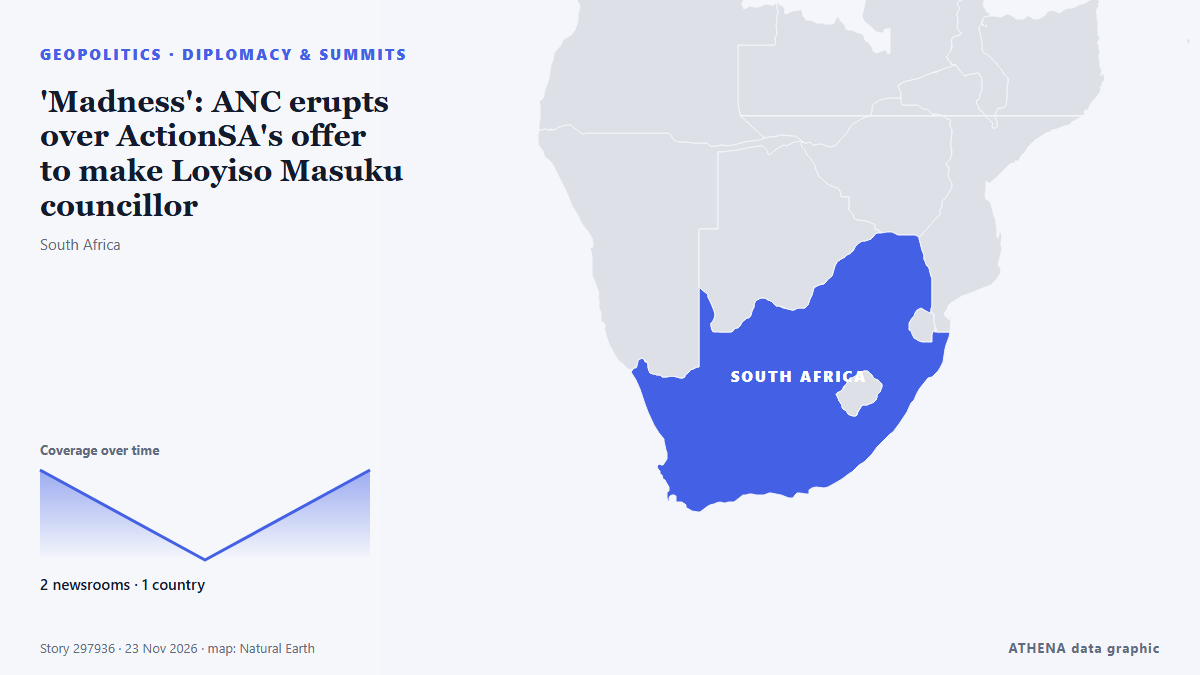 GEOPOLITICS · DIPLOMACY & SUMMITS
'Madness': ANC erupts
over ActionSA's offer
to make Loyiso Masuku
councillor
South Africa
SOUTH AFRICA
Coverage over time
2 newsrooms · 1 country
Story 297936 · 23 Nov 2026 · map: Natural Earth
ATHENA data graphic